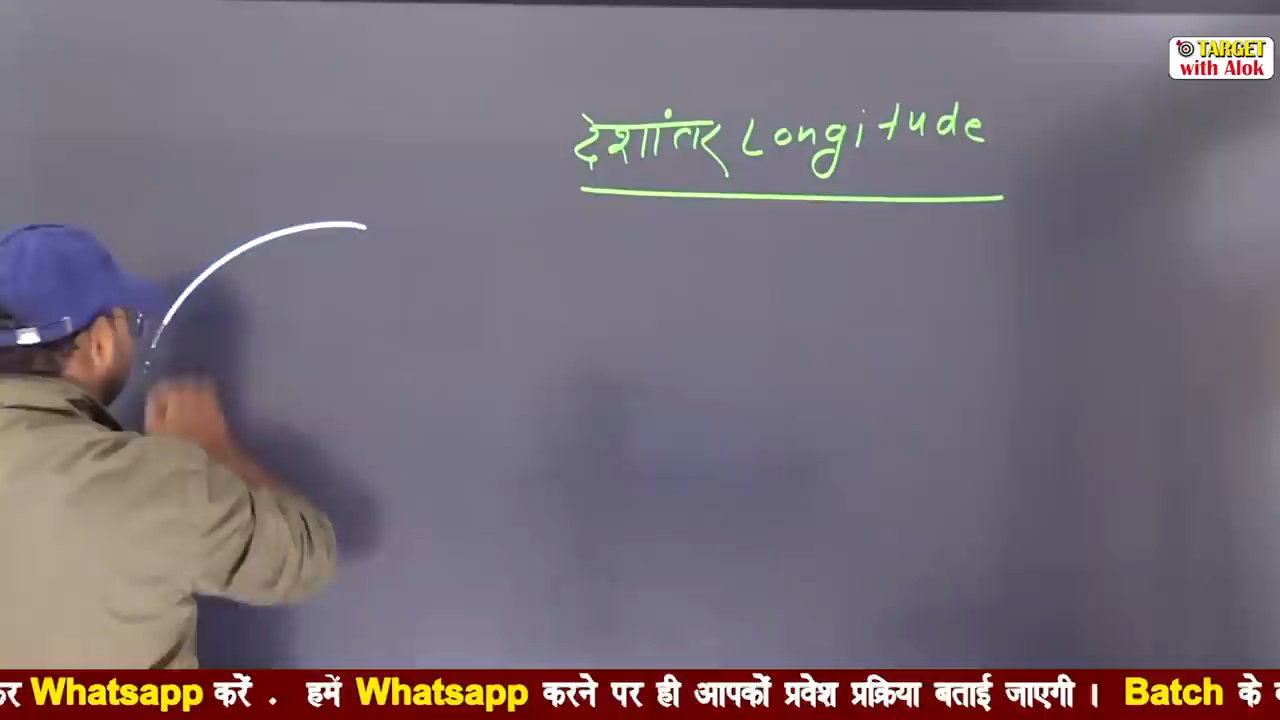 TARGET
with Alok
देशांतर Longitude
Whatsapp करें . हमें Whatsapp करने पर ही आपकों प्रवेश प्रक्रिया बताई जाएगी । Batch के